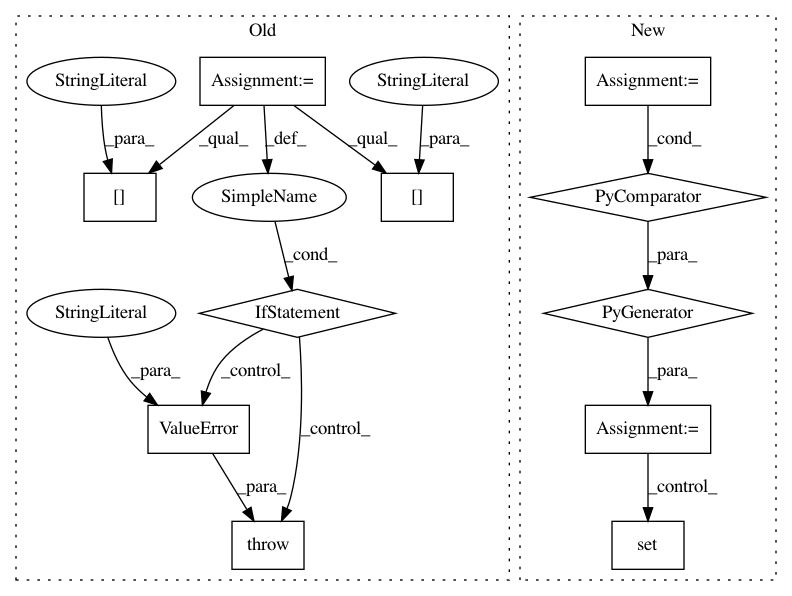 Old
New
StringLiteral
Assignment:=
StringLiteral
Assignment:=
_para_
_qual_
_def_
_qual_
_para_
_cond_
[]
SimpleName
[]
PyComparator
_cond_
_para_
StringLiteral
IfStatement
PyGenerator
_para_
_control_
_control_
_para_
ValueError
Assignment:=
_para_
_control_
throw
set